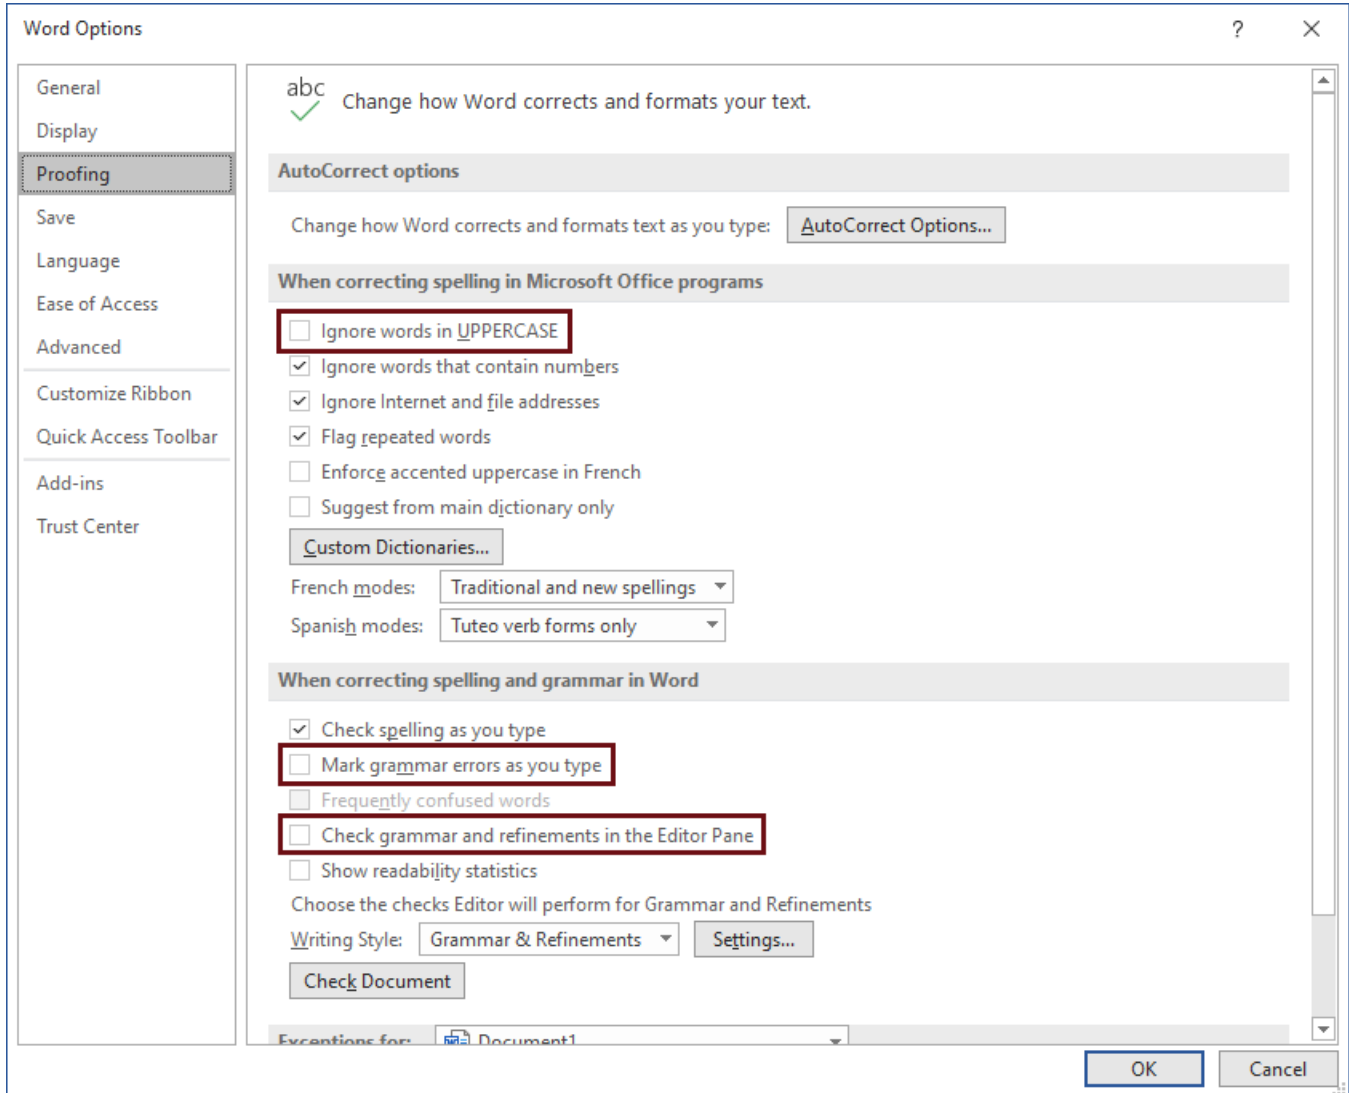 Word Options
?
General
Display
Proofing
Save
Language
Ease of Access
Advanced
Customize Ribbon
Quick Access Toolbar
Add-ins
Trust Center
abc
Change how Word corrects and formats your text.
AutoCorrect options
Change how Word corrects and formats text as you type: AutoCorrect Options...
When correcting spelling in Microsoft Office programs
Ignore words in UPPERCASE
Ignore words that contain numbers
Ignore Internet and file addresses
Flag repeated words
Enforce accented uppercase in French
Suggest from main dictionary only
Custom Dictionaries...
French modes: Traditional and new spellings
Spanish modes: Tuteo verb forms only
When correcting spelling and grammar in Word
Check spelling as you type
Mark grammar errors as you type
Frequently confused words
Check grammar and refinements in the Editor Pane
Show readability statistics
Choose the checks Editor will perform for Grammar and Refinements
Writing Style: Grammar & Refinements Settings...
Check Document
Exceptions for: Document1
OK Cancel